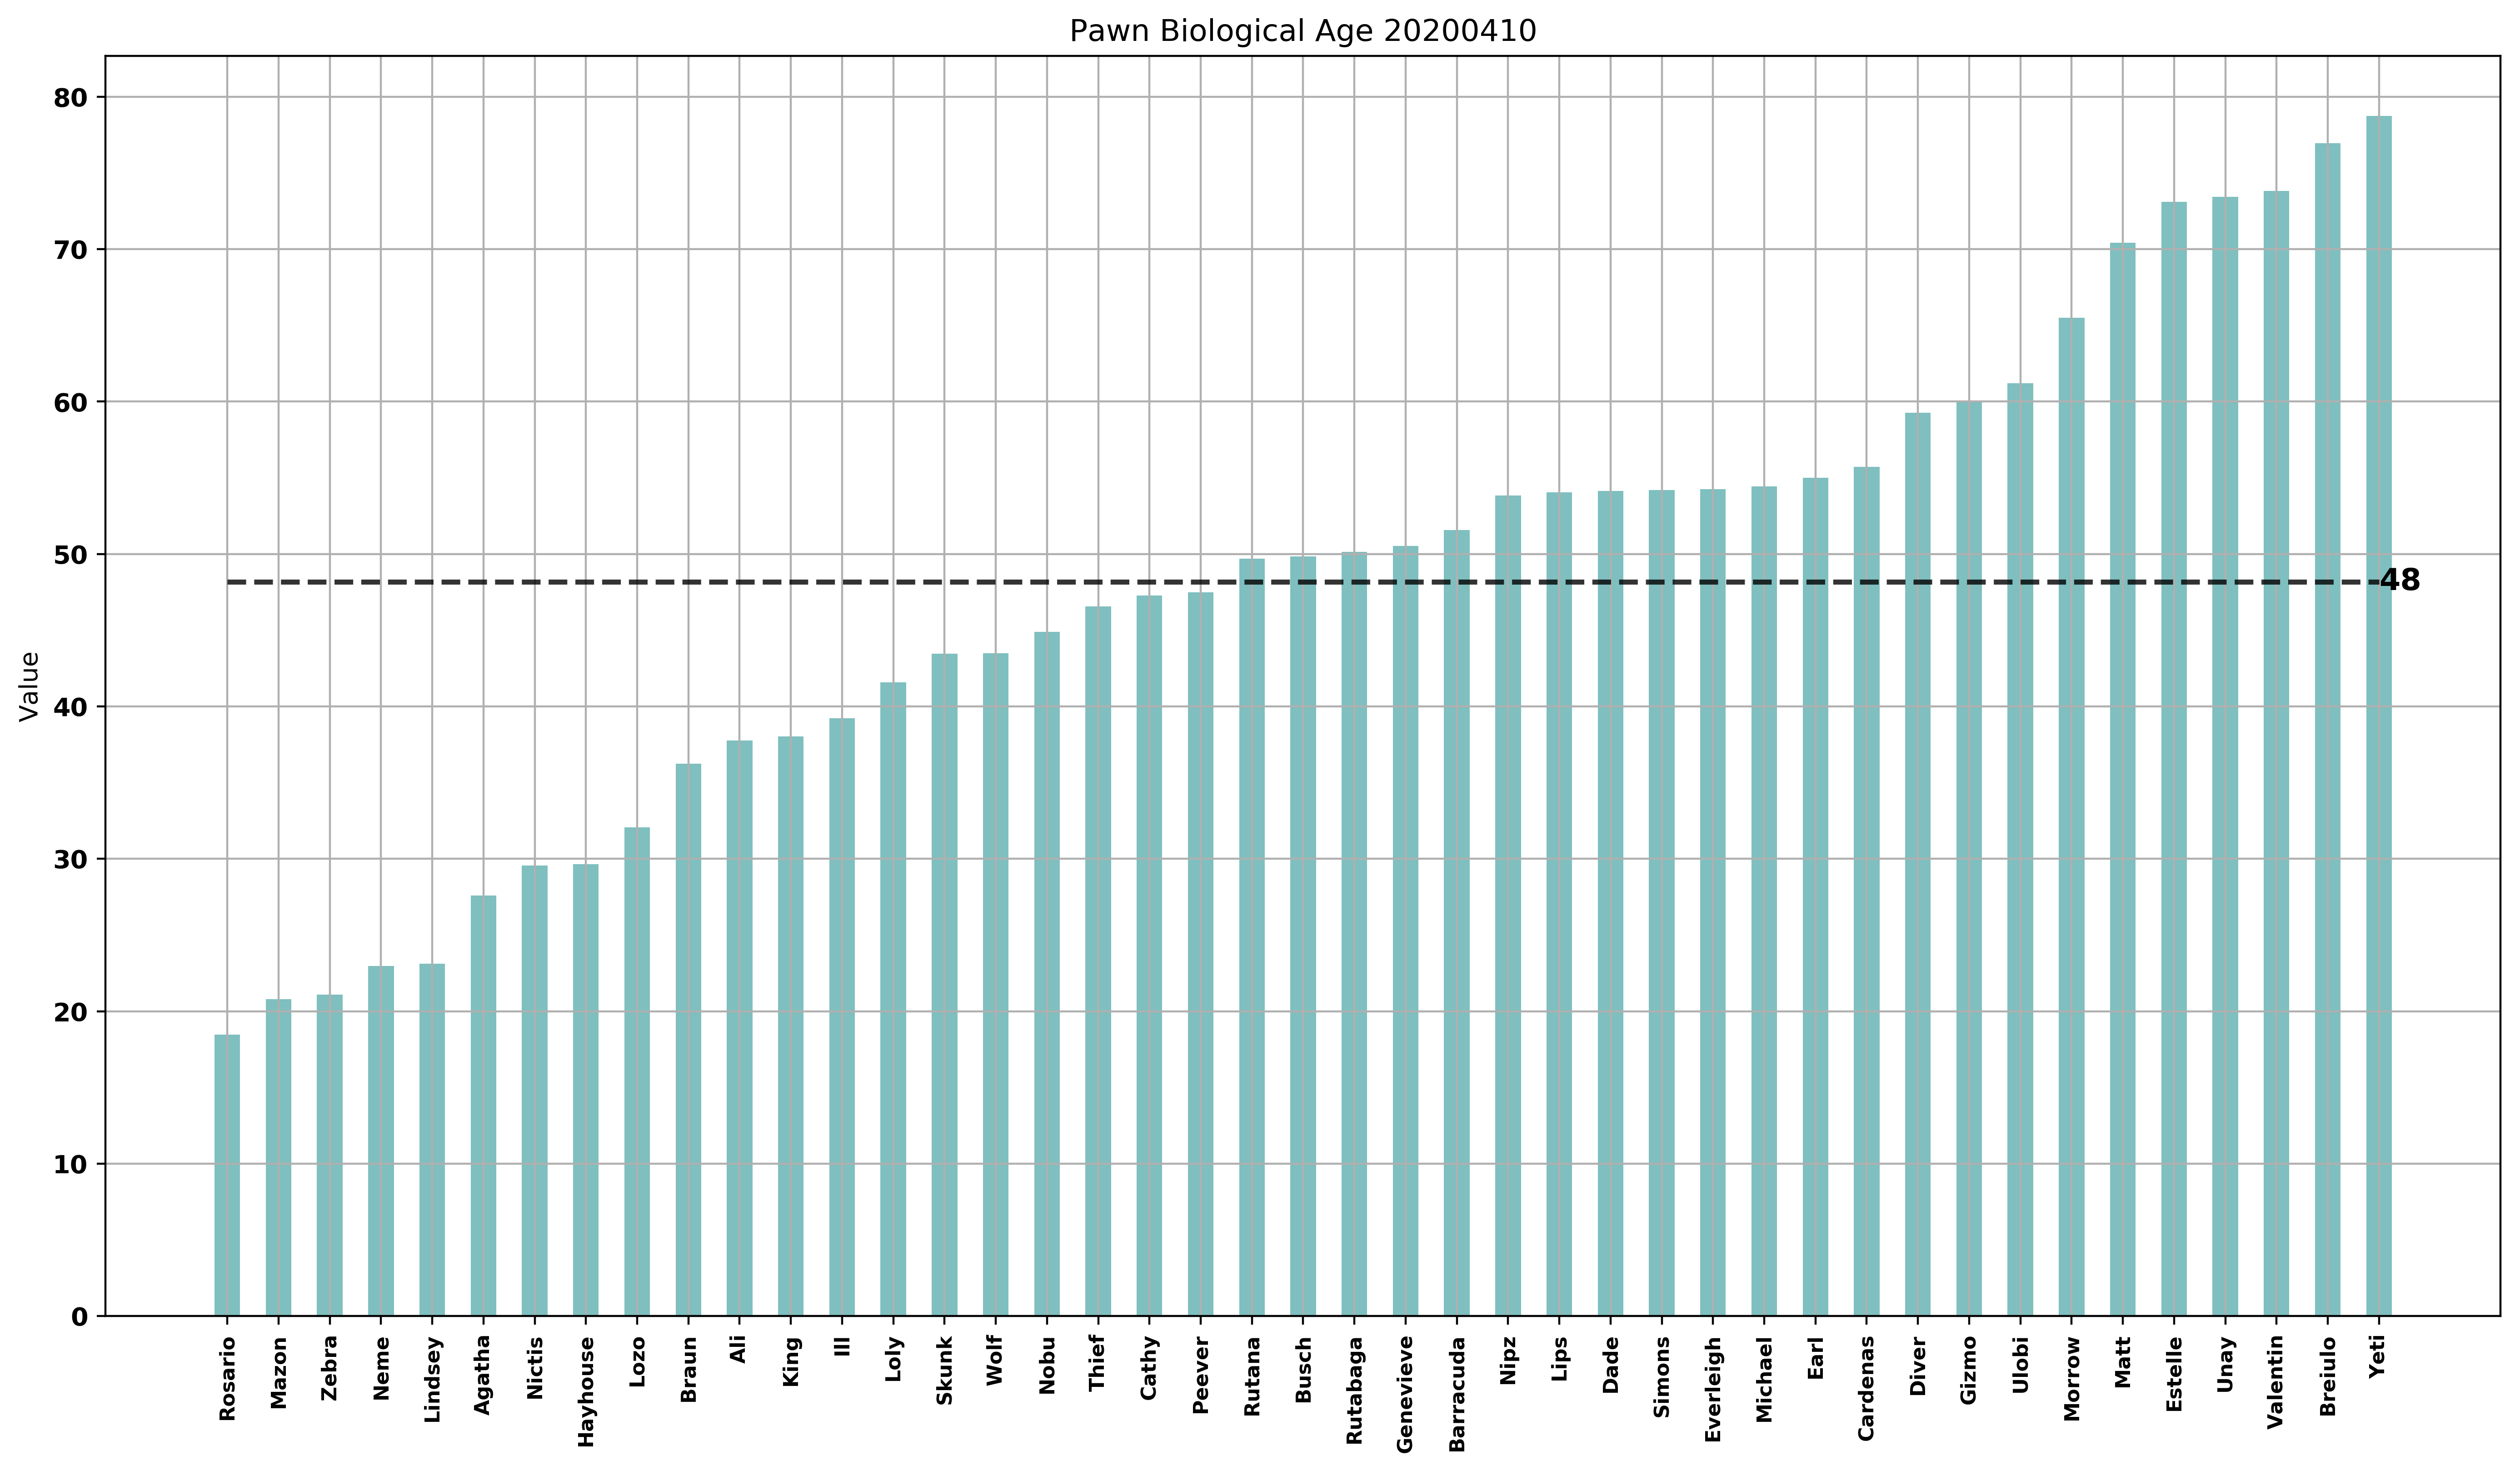 Pawn Biological Age 20200410
Value
80
70
60
50
40
30
20
10
0
48
Rosario
Mazon
Zebra
Neme
Lindsey
Agatha
Nictis
Hayhouse
Lozo
Braun
Ali
King
Ill
Loly
Skunk
Wolf
Nobu
Thief
Cathy
Peever
Rutana
Busch
Rutabaga
Genevieve
Barracuda
Nipz
Lips
Dade
Simons
Everleigh
Michael
Earl
Cardenas
Diver
Gizmo
Ulobi
Morrow
Matt
Estelle
Unay
Valentin
Breiulo
Yeti